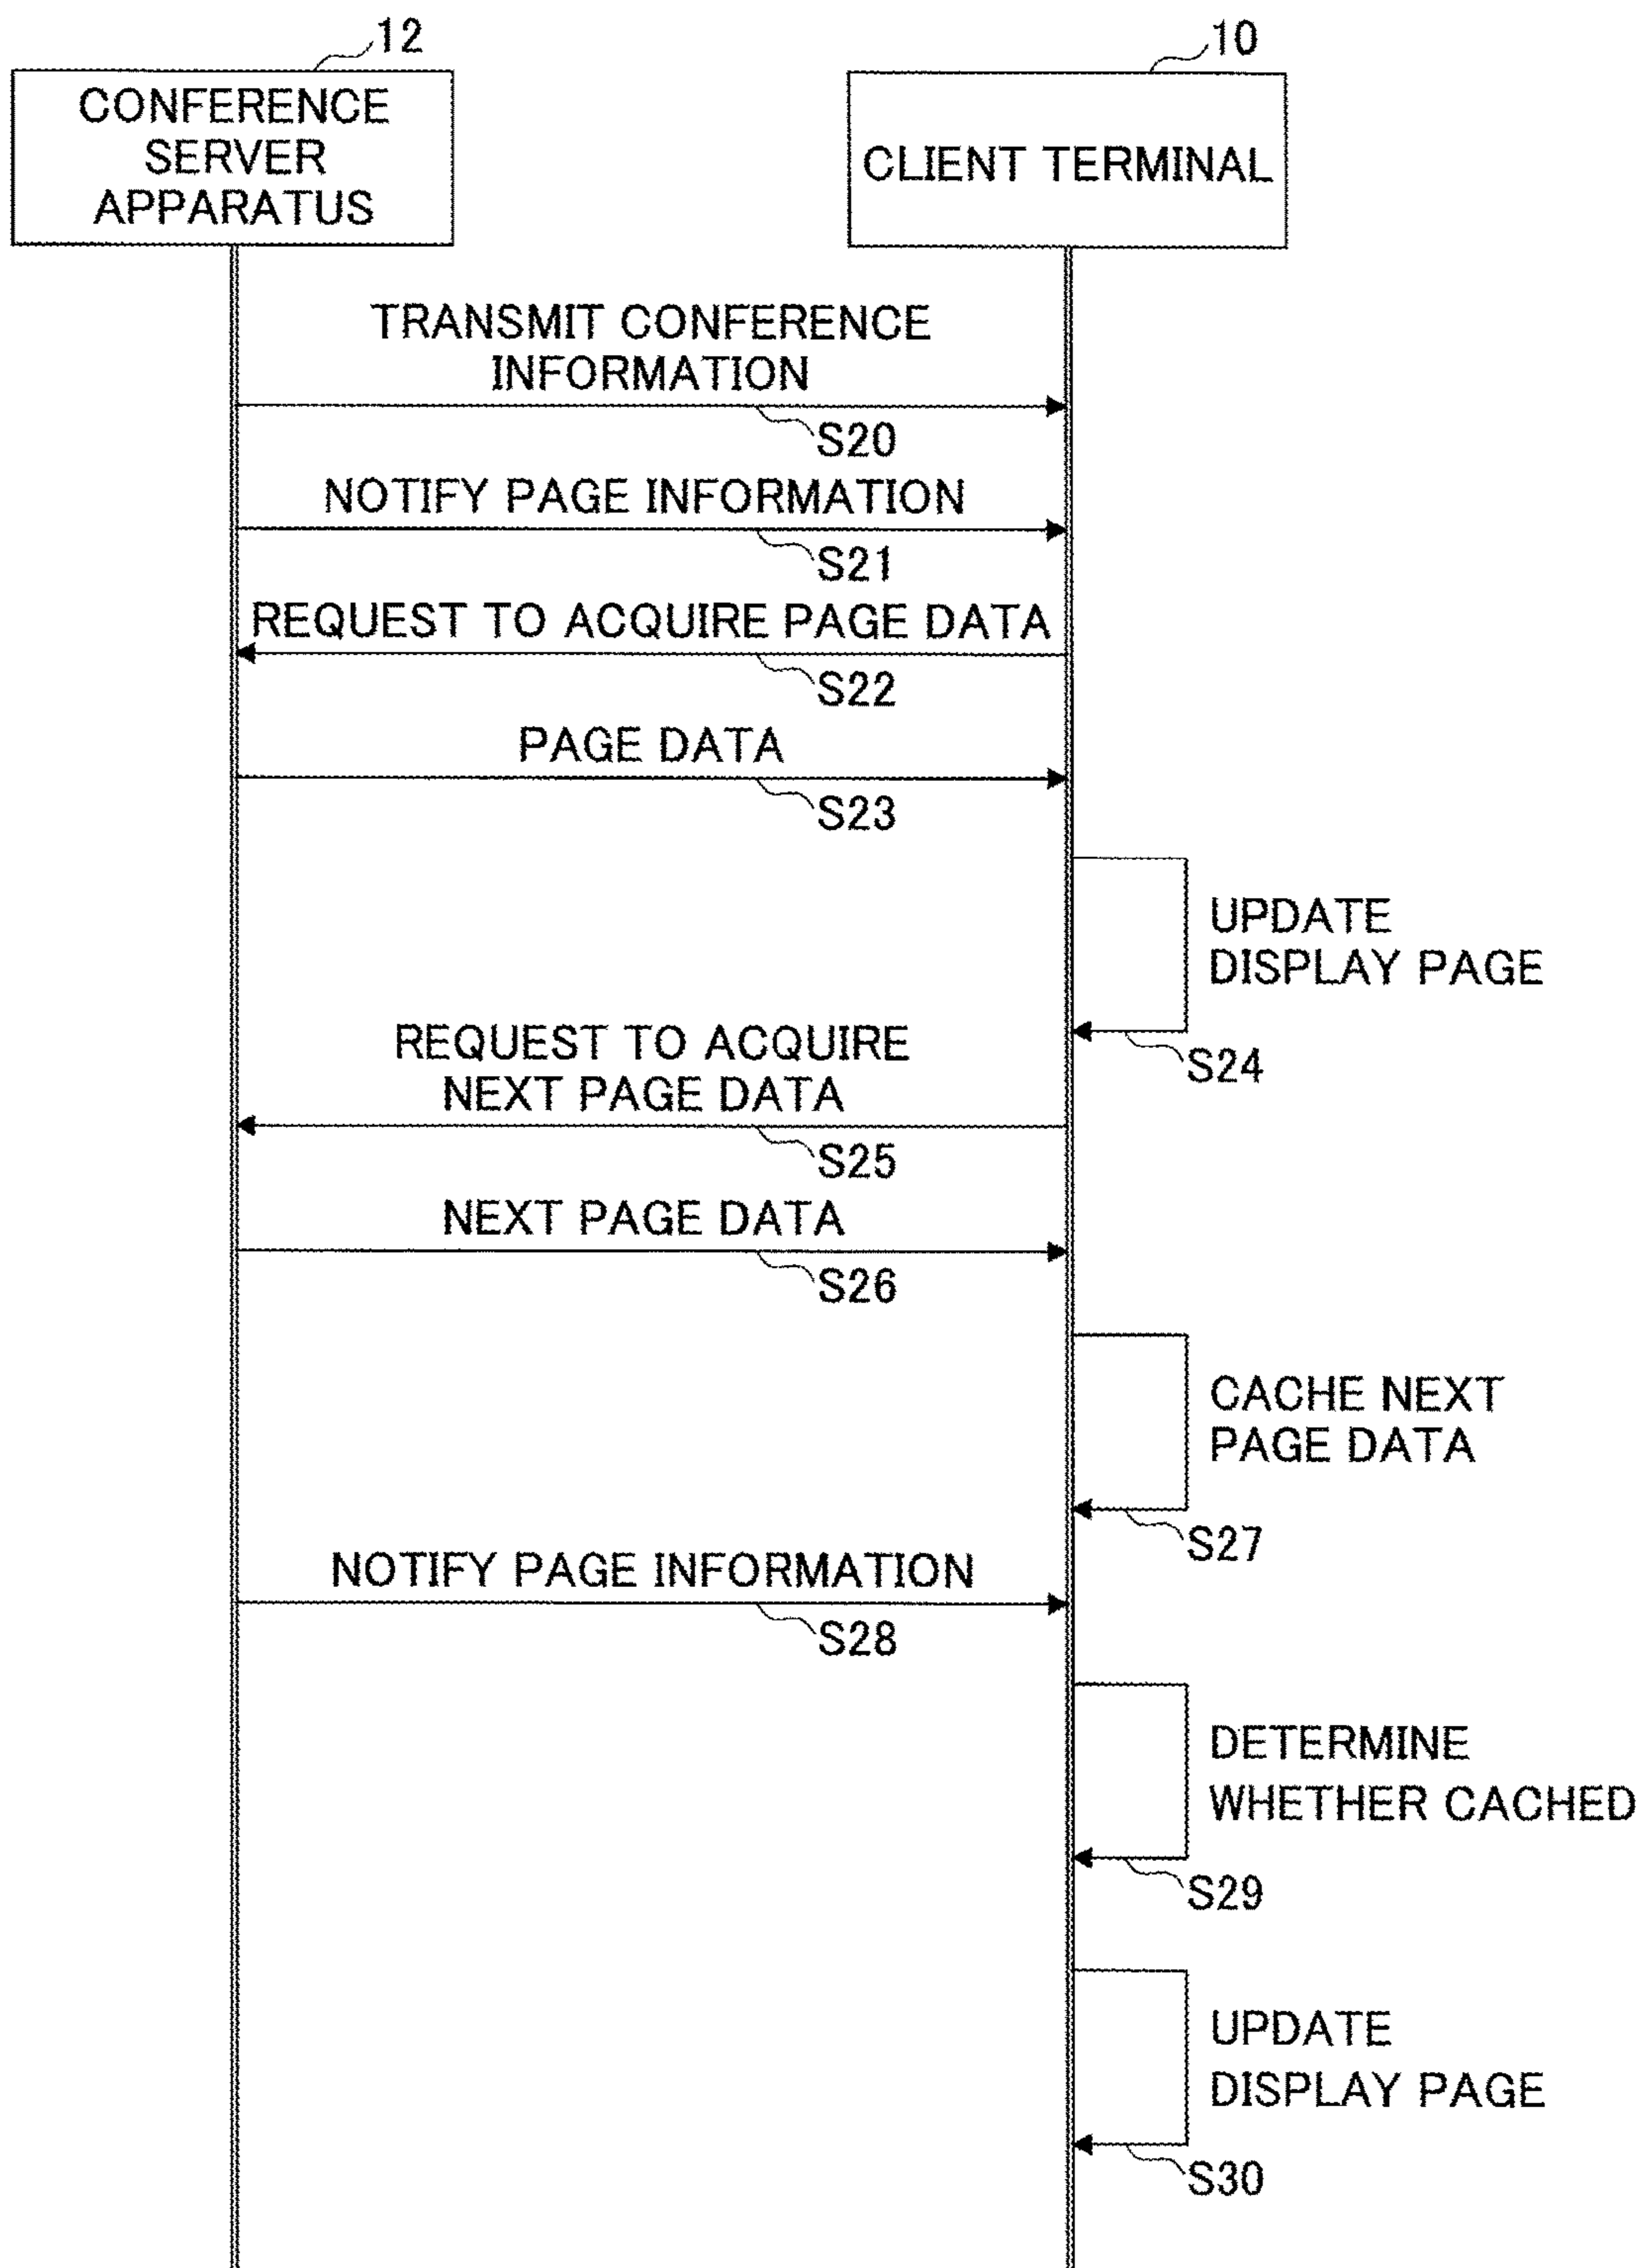 12
CONFERENCE
SERVER
APPARATUS
10
CLIENT TERMINAL
TRANSMIT CONFERENCE
INFORMATION
S20
NOTIFY PAGE INFORMATION
S21
REQUEST TO ACQUIRE PAGE DATA
S22
PAGE DATA
S23
UPDATE
DISPLAY PAGE
S24
REQUEST TO ACQUIRE
NEXT PAGE DATA
S25
NEXT PAGE DATA
S26
CACHE NEXT
PAGE DATA
S27
NOTIFY PAGE INFORMATION
S28
DETERMINE
WHETHER CACHED
S29
UPDATE
DISPLAY PAGE
S30